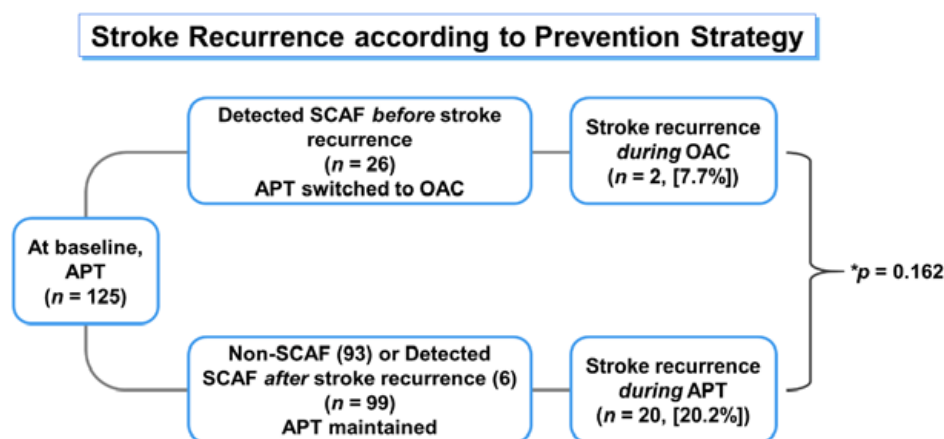 Stroke Recurrence according to Prevention Strategy
Detected SCAF before stroke
recurrence
(n = 26)
APT switched to OAC
Stroke recurrence
during OAC
(n = 2, [7.7%])
At baseline,
APT
(n = 125)
*p = 0.162
Non-SCAF (93) or Detected
SCAF after stroke recurrence (6)
(n = 99)
APT maintained
Stroke recurrence
during APT
(n = 20, [20.2%])